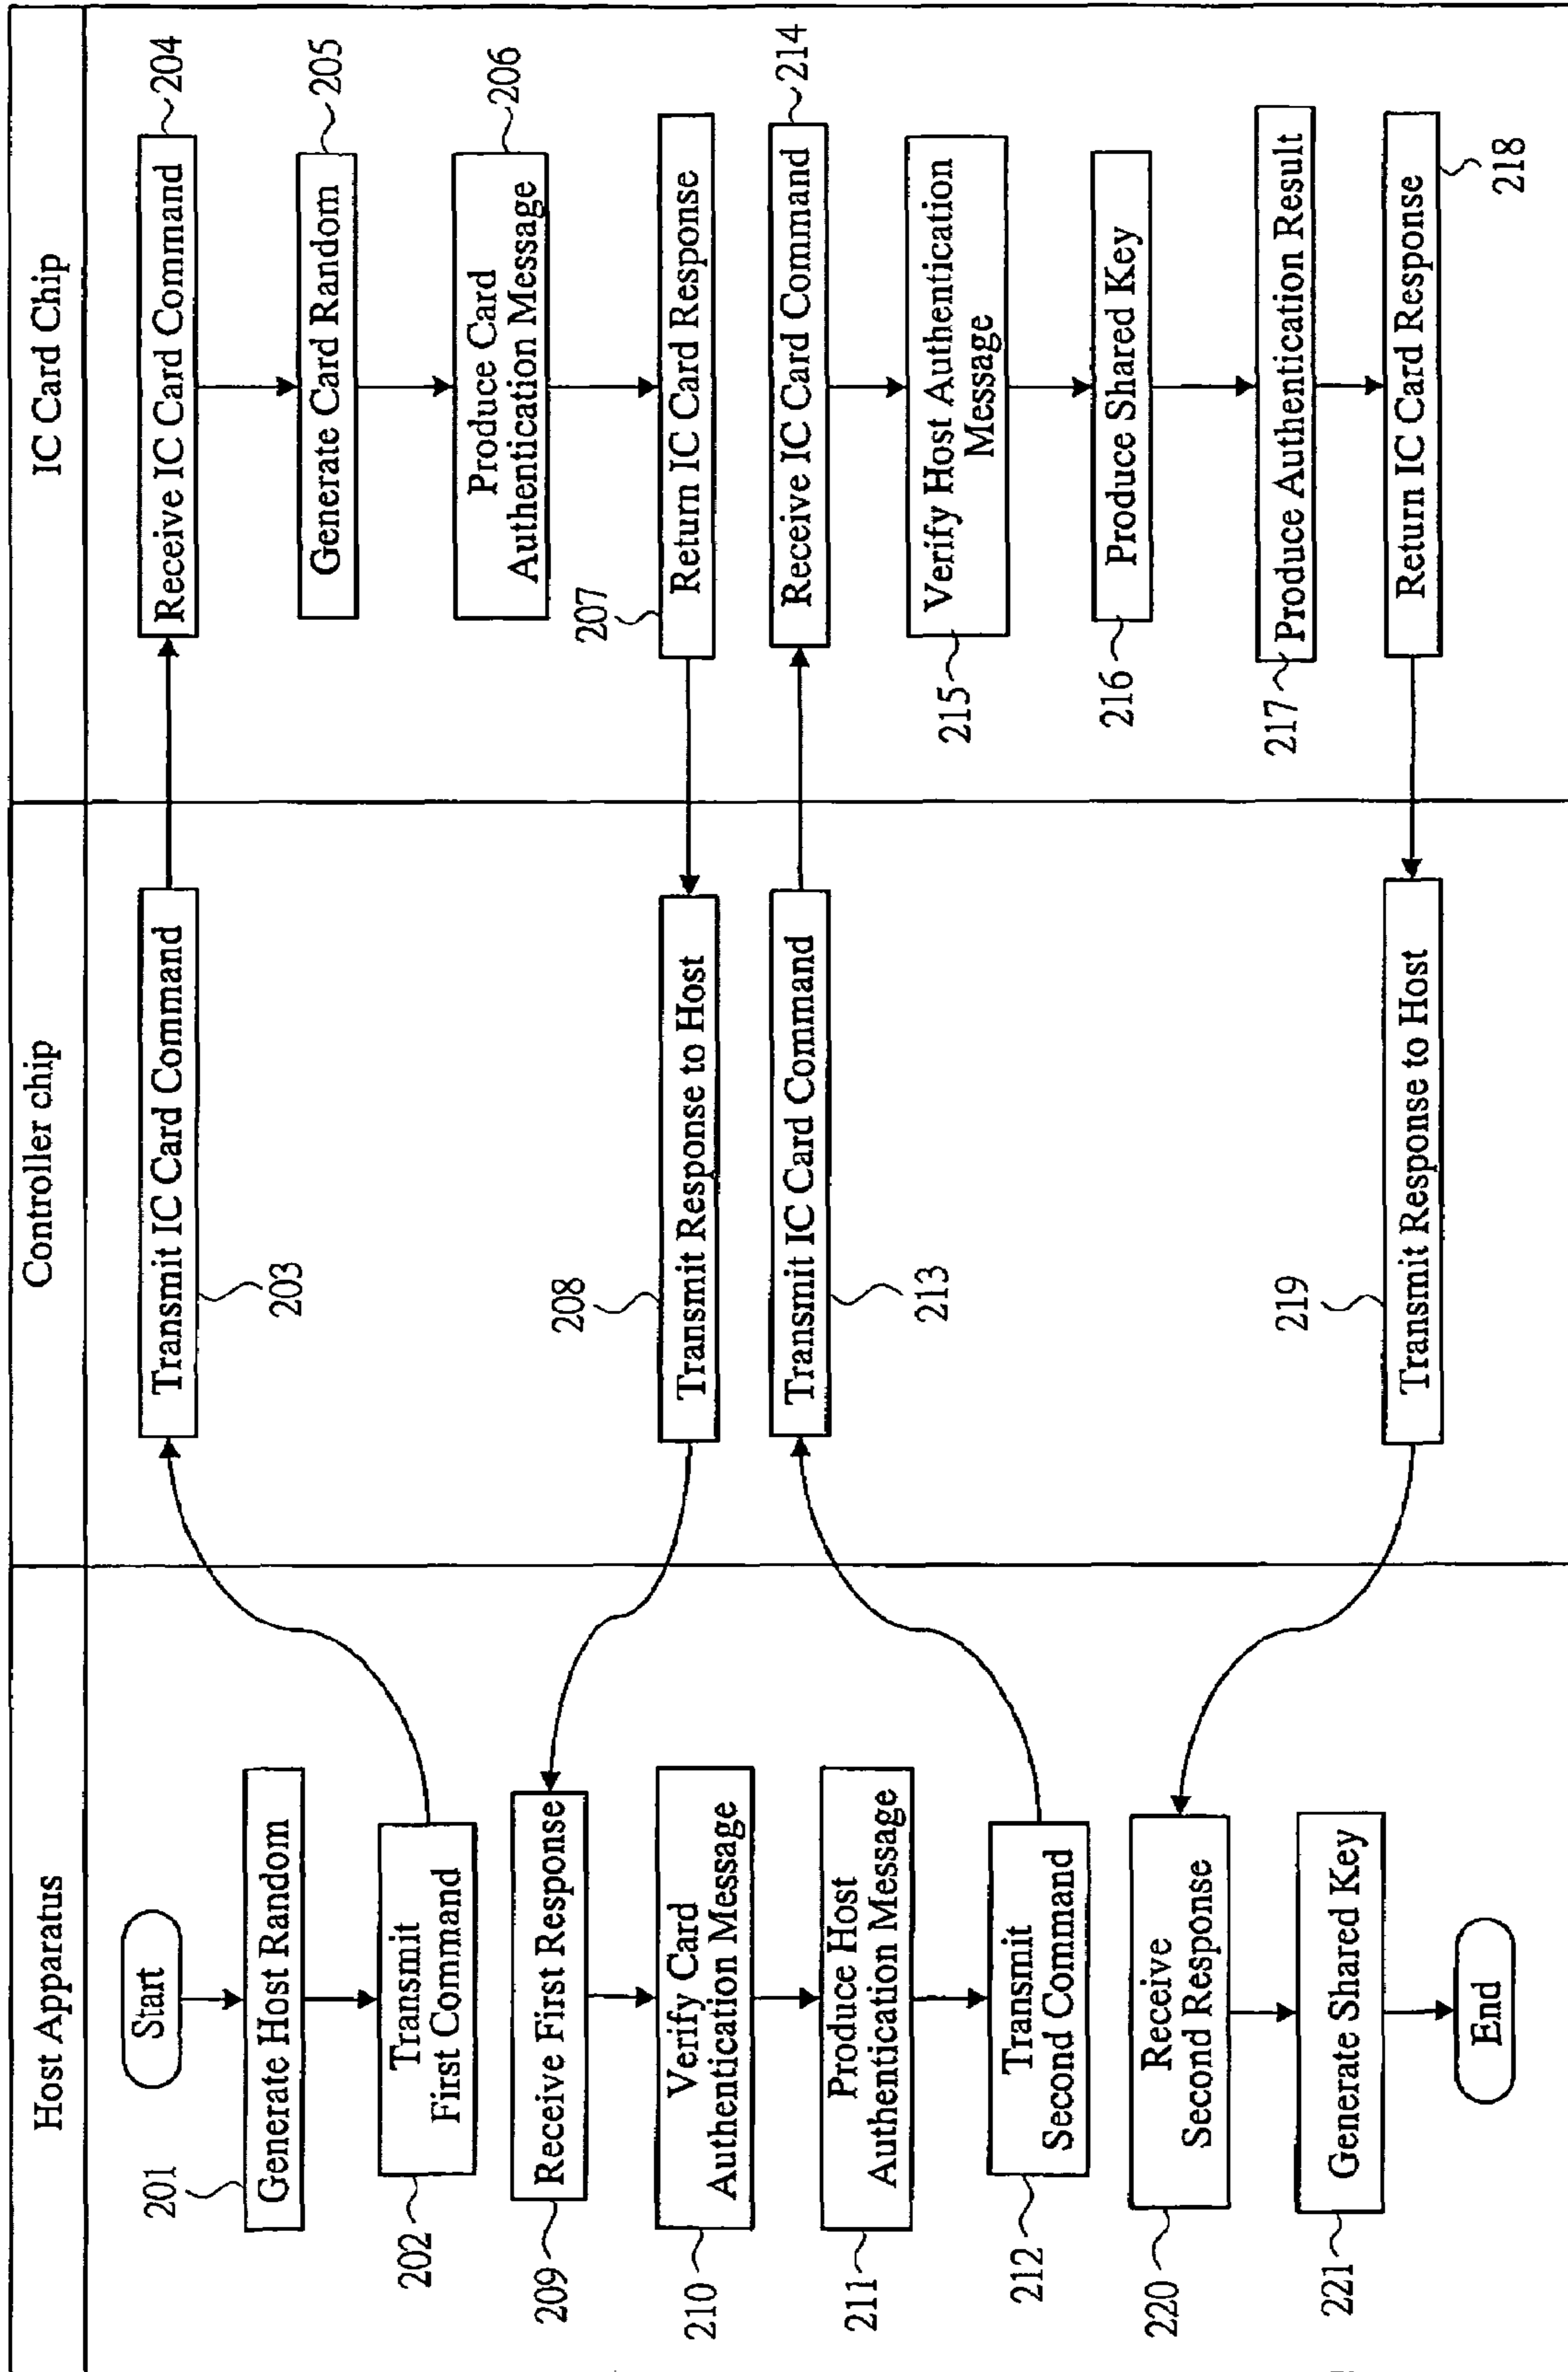 Host Apparatus
Controller chip
IC Card Chip
Start
201
Generate Host Random
202
Transmit
First Command
Transmit IC Card Command
203
Receive IC Card Command
204
Generate Card Random
205
Produce Card
Authentication Message
206
207
Return IC Card Response
208
Transmit Response to Host
209
Receive First Response
210
Verify Card
Authentication Message
211
Produce Host
Authentication Message
212
Transmit
Second Command
Transmit IC Card Command
213
Receive IC Card Command
214
215
Verify Host Authentication
Message
216
Produce Shared Key
217
Produce Authentication Result
Return IC Card Response
218
219
Transmit Response to Host
220
Receive
Second Response
221
Generate Shared Key
End